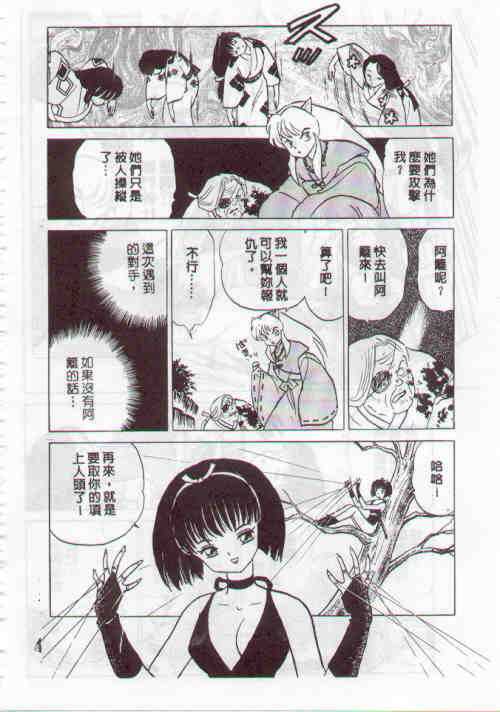 她們為什
麼要攻擊
我？
她們只是
被人操縱
了…
阿籬呢？
快去叫阿
籬來！
算了吧！
我一個人就
可以幫妳報
仇了。
不行……
這次遇到
的對手，
如果沒有阿
籬的話…
哈哈！
再來，就是
要取你的項
上人頭了！